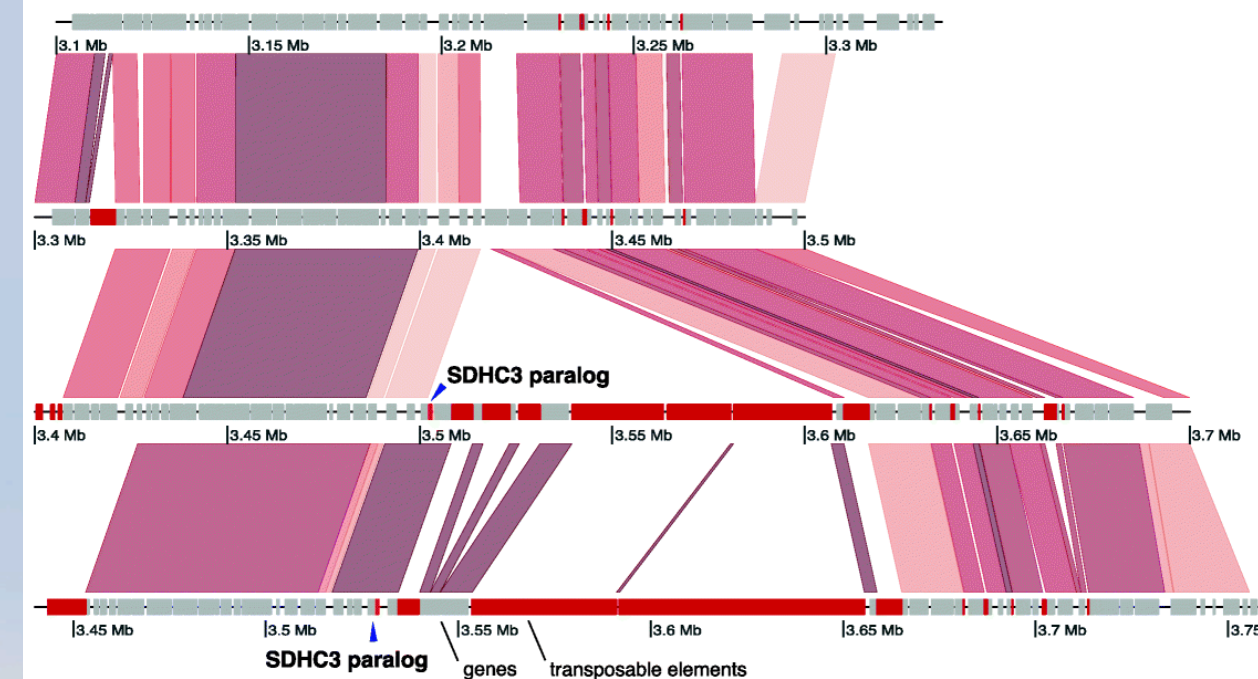 3.1 Mb 3.15 Mb 3.2 Mb 3.25 Mb 3.3 Mb
3.3 Mb 3.35 Mb 3.4 Mb 3.45 Mb 3.5 Mb
SDHC3 paralog
3.4 Mb 3.45 Mb 3.5 Mb 3.55 Mb 3.6 Mb 3.65 Mb 3.7 Mb
3.45 Mb 3.5 Mb 3.55 Mb 3.6 Mb 3.65 Mb 3.7 Mb 3.75
SDHC3 paralog
genes transposable elements